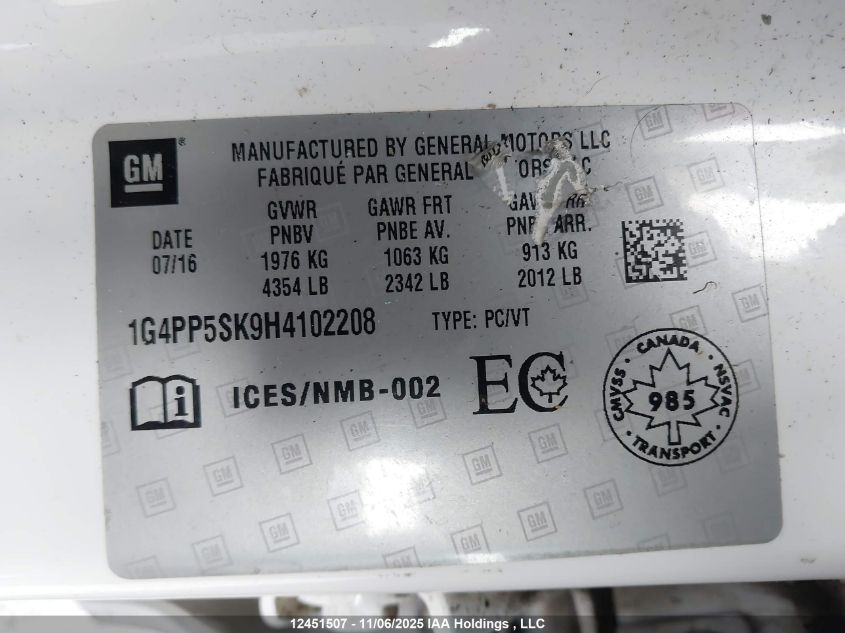 GM
MANUFACTURED BY GENERAL MOTORS LLC
FABRIQUÉ PAR GENERAL
DATE
07/16
GVWR
PNBV
1976 KG
4354 LB
GAWR FRT
PNBE AV.
1063 KG
2342 LB
PNBE ARR.
913 KG
2012 LB
1G4PP5SK9H4102208 TYPE: PC/VT
i ICES/NMB-002 EC
· CANADA ·
CMVSS
985
NSVAC
· TRANSPORT ·
12451507 - 11/06/2025 IAA Holdings , LLC